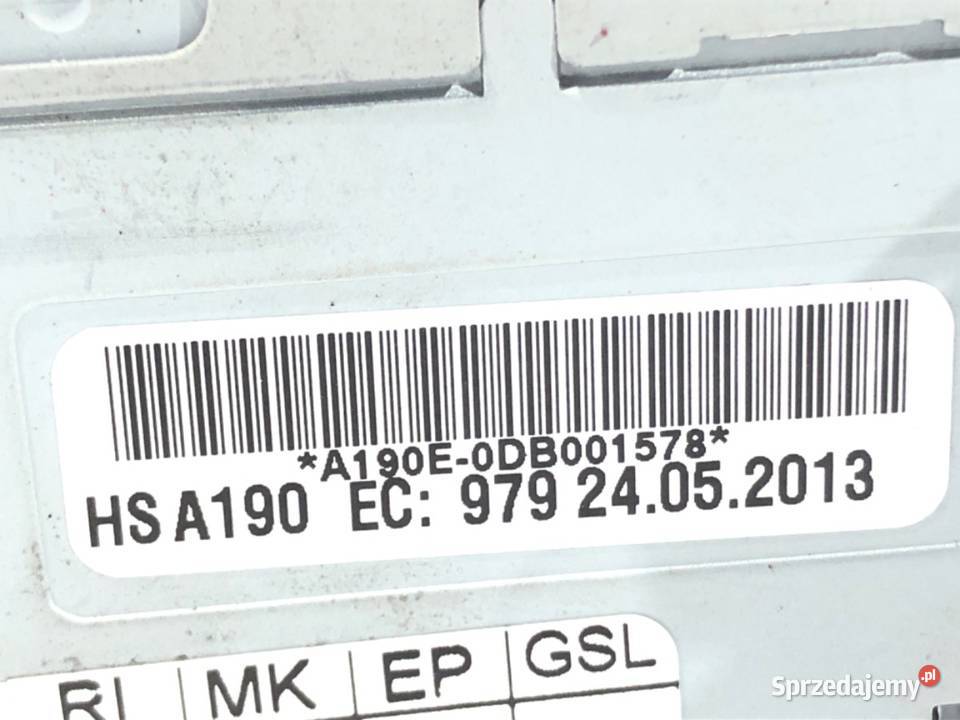 *A190E-0DB001578*
HS A190 EC: 979 24.05.2013
MK EP GSL
Sprzedajemy.pl